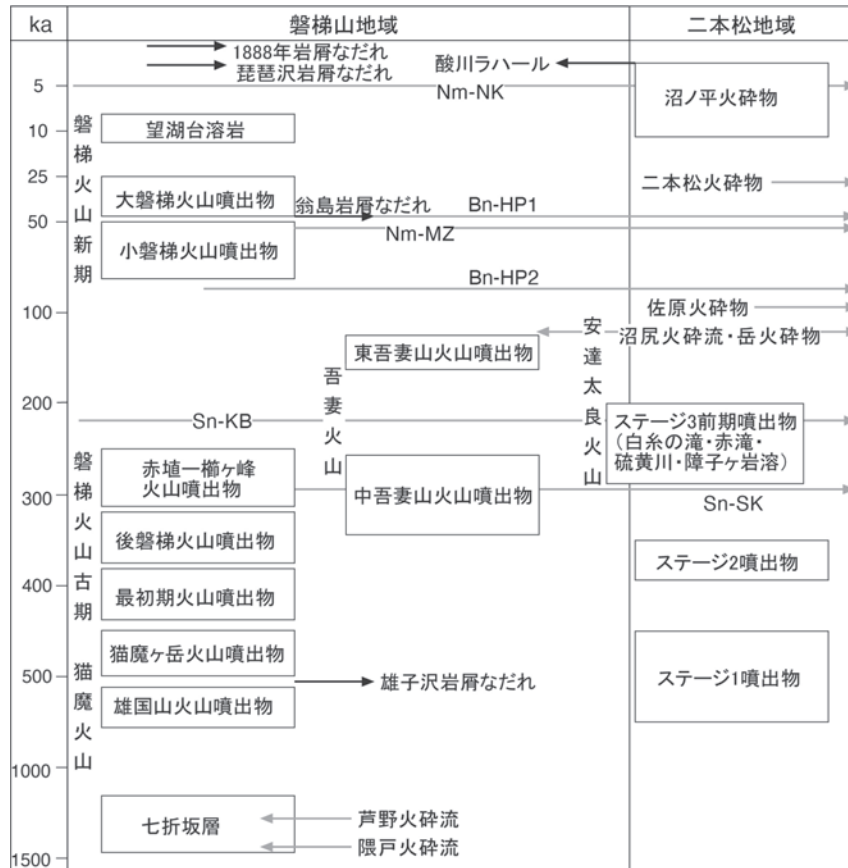 ka
磐梯山地域
二本松地域
1888年岩屑なだれ
琵琶沢岩屑なだれ
酸川ラハール
5
Nm-NK
沼ノ平火砕物
10
望湖台溶岩
磐梯火山新期
25
大磐梯火山噴出物
翁島岩屑なだれ
Bn-HP1
二本松火砕物
50
小磐梯火山噴出物
Nm-MZ
Bn-HP2
100
佐原火砕物
安達太良火山
沼尻火砕流・岳火砕物
東吾妻山火山噴出物
吾妻火山
200
Sn-KB
ステージ3前期噴出物
（白糸の滝・赤滝・
硫黄川・障子ヶ岩溶）
磐梯火山古期
赤埴一櫛ヶ峰
火山噴出物
中吾妻山火山噴出物
300
Sn-SK
後磐梯火山噴出物
ステージ2噴出物
400
最初期火山噴出物
猫魔火山
猫魔ヶ岳火山噴出物
500
雄子沢岩屑なだれ
ステージ1噴出物
雄国山火山噴出物
1000
七折坂層
芦野火砕流
隈戸火砕流
1500